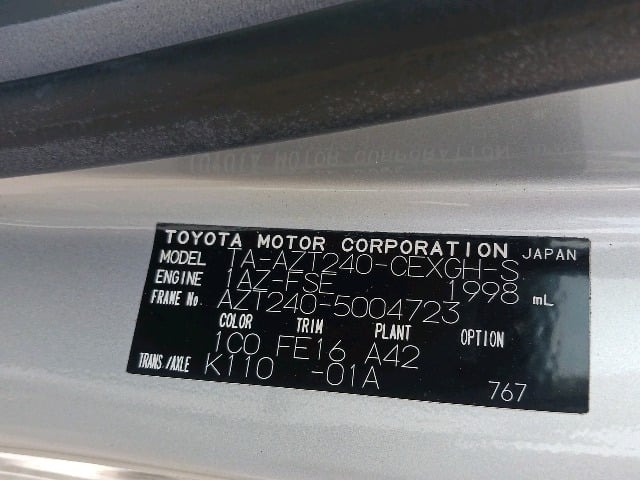 TOYOTA MOTOR CORPORATION JAPAN
MODEL TA-AZT240-CEXGH-S
ENGINE 1AZ-FSE 1998 mL
FRAME No. AZT240-5004723
COLOR TRIM PLANT OPTION
1C0 FE16 A42
TRANS./AXLE K110 -01A
767